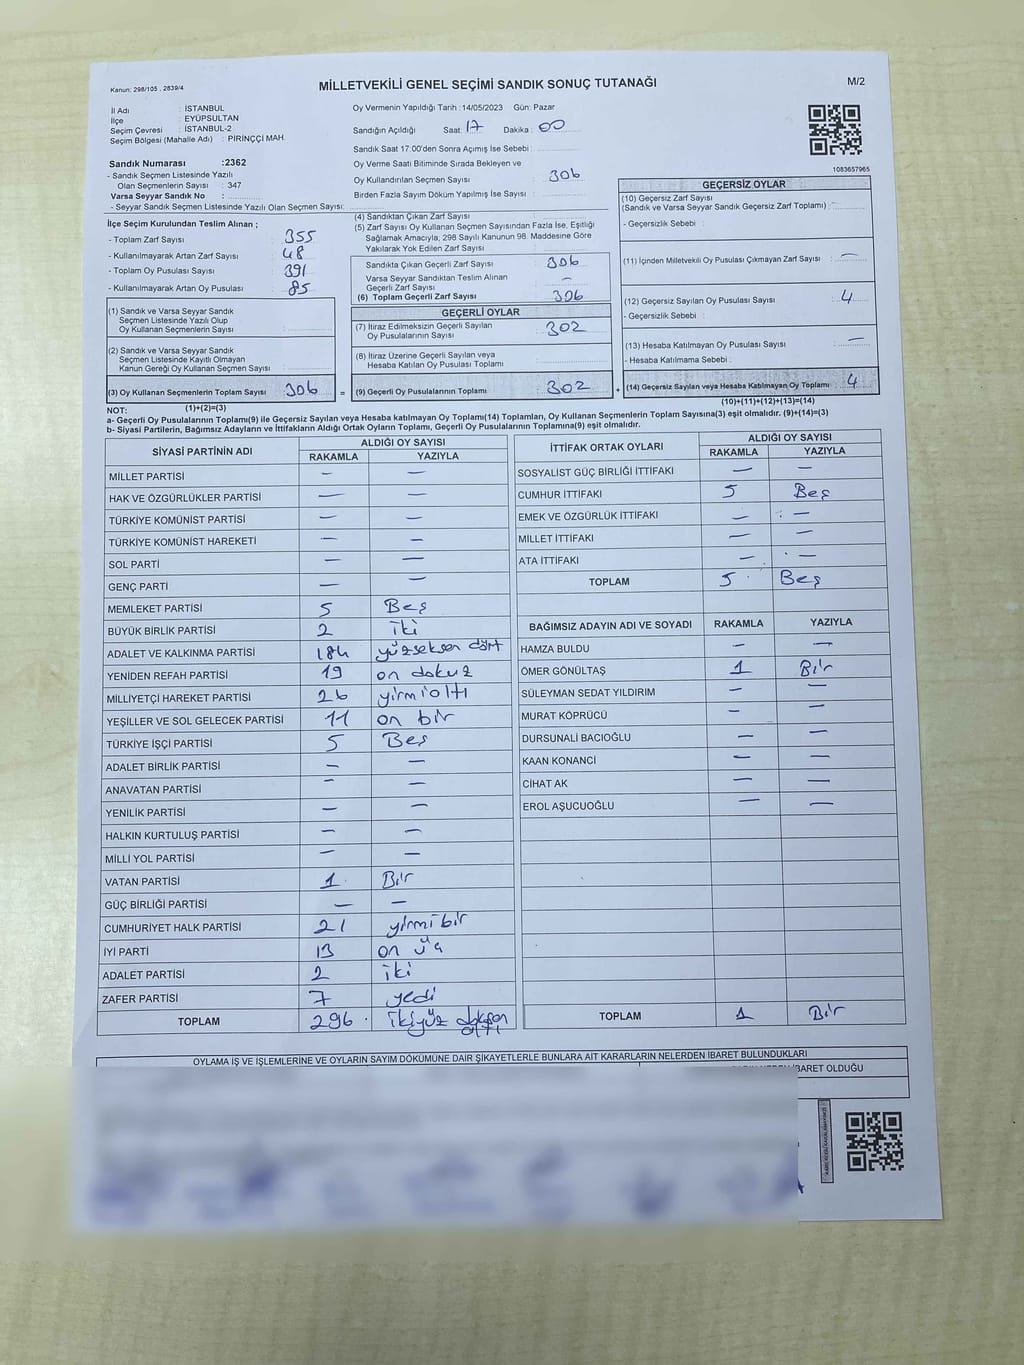 Kanun: 298/105 , 2839/4
MİLLETVEKİLİ GENEL SEÇİMİ SANDIK SONUÇ TUTANAĞI
M/2
İl Adı : İSTANBUL
İlçe : EYÜPSULTAN
Seçim Çevresi : İSTANBUL-2
Seçim Bölgesi (Mahalle Adı) : PİRİNÇÇİ MAH.
Oy Vermenin Yapıldığı Tarih : 14/05/2023 Gün: Pazar
Sandığın Açıldığı Saat: 17 Dakika : 00
Sandık Saat 17:00'den Sonra Açımış İse Sebebi :
Oy Verme Saati Bitiminde Sırada Bekleyen ve
Oy Kullandırılan Seçmen Sayısı : 306
Birden Fazla Sayım Döküm Yapılmış İse Sayısı :
1083657965
Sandık Numarası :2362
- Sandık Seçmen Listesinde Yazılı
Olan Seçmenlerin Sayısı : 347
Varsa Seyyar Sandık No :
- Seyyar Sandık Seçmen Listesinde Yazılı Olan Seçmen Sayısı:
İlçe Seçim Kurulundan Teslim Alınan ;
- Toplam Zarf Sayısı : 355
- Kullanılmayarak Artan Zarf Sayısı : 48
- Toplam Oy Pusulası Sayısı : 391
- Kullanılmayarak Artan Oy Pusulası : 85
(1) Sandık ve Varsa Seyyar Sandık
Seçmen Listesinde Yazılı Olup
Oy Kullanan Seçmenlerin Sayısı :
(2) Sandık ve Varsa Seyyar Sandık
Seçmen Listesinde Kayıtlı Olmayan
Kanun Gereği Oy Kullanan Seçmen Sayısı :
(3) Oy Kullanan Seçmenlerin Toplam Sayısı : 306
(1)+(2)=(3)
(4) Sandıktan Çıkan Zarf Sayısı :
(5) Zarf Sayısı Oy Kullanan Seçmen Sayısından Fazla İse, Eşitliği
Sağlamak Amacıyla; 298 Sayılı Kanunun 98. Maddesine Göre
Yakılarak Yok Edilen Zarf Sayısı :
Sandıkta Çıkan Geçerli Zarf Sayısı : 306
Varsa Seyyar Sandıktan Teslim Alınan
Geçerli Zarf Sayısı : —
(6) Toplam Geçerli Zarf Sayısı : 306
GEÇERLİ OYLAR
(7) İtiraz Edilmeksizin Geçerli Sayılan
Oy Pusulalarının Sayısı : 302
(8) İtiraz Üzerine Geçerli Sayılan veya
Hesaba Katılan Oy Pusulaları Toplamı :
= (9) Geçerli Oy Pusulalarının Toplamı : 302
GEÇERSİZ OYLAR
(10) Geçersiz Zarf Sayısı
(Sandık ve Varsa Seyyar Sandık Geçersiz Zarf Toplamı) :
- Geçersizlik Sebebi :
(11) İçinden Milletvekili Oy Pusulası Çıkmayan Zarf Sayısı : —
(12) Geçersiz Sayılan Oy Pusulası Sayısı : 4
- Geçersizlik Sebebi :
(13) Hesaba Katılmayan Oy Pusulası Sayısı : —
- Hesaba Katılmama Sebebi :
+ (14) Geçersiz Sayılan veya Hesaba Katılmayan Oy Toplamı : 4
(10)+(11)+(12)+(13)=(14)
NOT:
a- Geçerli Oy Pusulalarının Toplamı(9) ile Geçersiz Sayılan veya Hesaba katılmayan Oy Toplamı(14) Toplamları, Oy Kullanan Seçmenlerin Toplam Sayısına(3) eşit olmalıdır. (9)+(14)=(3)
b- Siyasi Partilerin, Bağımsız Adayların ve İttifakların Aldığı Ortak Oyların Toplamı, Geçerli Oy Pusulalarının Toplamına(9) eşit olmalıdır.
SİYASİ PARTİNİN ADI ALDIĞI OY SAYISI
RAKAMLA YAZIYLA
MİLLET PARTİSİ — —
HAK VE ÖZGÜRLÜKLER PARTİSİ — —
TÜRKİYE KOMÜNİST PARTİSİ — —
TÜRKİYE KOMÜNİST HAREKETİ — —
SOL PARTİ — —
GENÇ PARTİ — —
MEMLEKET PARTİSİ 5 Beş
BÜYÜK BİRLİK PARTİSİ 2 iki
ADALET VE KALKINMA PARTİSİ 184 yüzseksen dört
YENİDEN REFAH PARTİSİ 19 on dokuz
MİLLİYETÇİ HAREKET PARTİSİ 26 yirmi altı
YEŞİLLER VE SOL GELECEK PARTİSİ 11 on bir
TÜRKİYE İŞÇİ PARTİSİ 5 Beş
ADALET BİRLİK PARTİSİ — —
ANAVATAN PARTİSİ — —
YENİLİK PARTİSİ — —
HALKIN KURTULUŞ PARTİSİ — —
MİLLİ YOL PARTİSİ — —
VATAN PARTİSİ 1 Bir
GÜÇ BİRLİĞİ PARTİSİ — —
CUMHURİYET HALK PARTİSİ 21 yirmi bir
İYİ PARTİ 13 on üç
ADALET PARTİSİ 2 iki
ZAFER PARTİSİ 7 yedi
TOPLAM 296 ikiyüz doksan altı
İTTİFAK ORTAK OYLARI ALDIĞI OY SAYISI
RAKAMLA YAZIYLA
SOSYALİST GÜÇ BİRLİĞİ İTTİFAKI — —
CUMHUR İTTİFAKI 5 Beş
EMEK VE ÖZGÜRLÜK İTTİFAKI — —
MİLLET İTTİFAKI — —
ATA İTTİFAKI — —
TOPLAM 5 Beş
BAĞIMSIZ ADAYIN ADI VE SOYADI RAKAMLA YAZIYLA
HAMZA BULDU — —
ÖMER GÖNÜLTAŞ 1 Bir
SÜLEYMAN SEDAT YILDIRIM — —
MURAT KÖPRÜCÜ — —
DURSUNALİ BACIOĞLU — —
KAAN KONANCİ — —
CİHAT AK — —
EROL AŞUCUOĞLU — —
TOPLAM 1 Bir
OYLAMA İŞ VE İŞLEMLERİNE VE OYLARIN SAYIM DÖKÜMÜNE DAİR ŞİKAYETLERLE BUNLARA AİT KARARLARIN NELERDEN İBARET BULUNDUKLARI
İBARET OLDUĞU